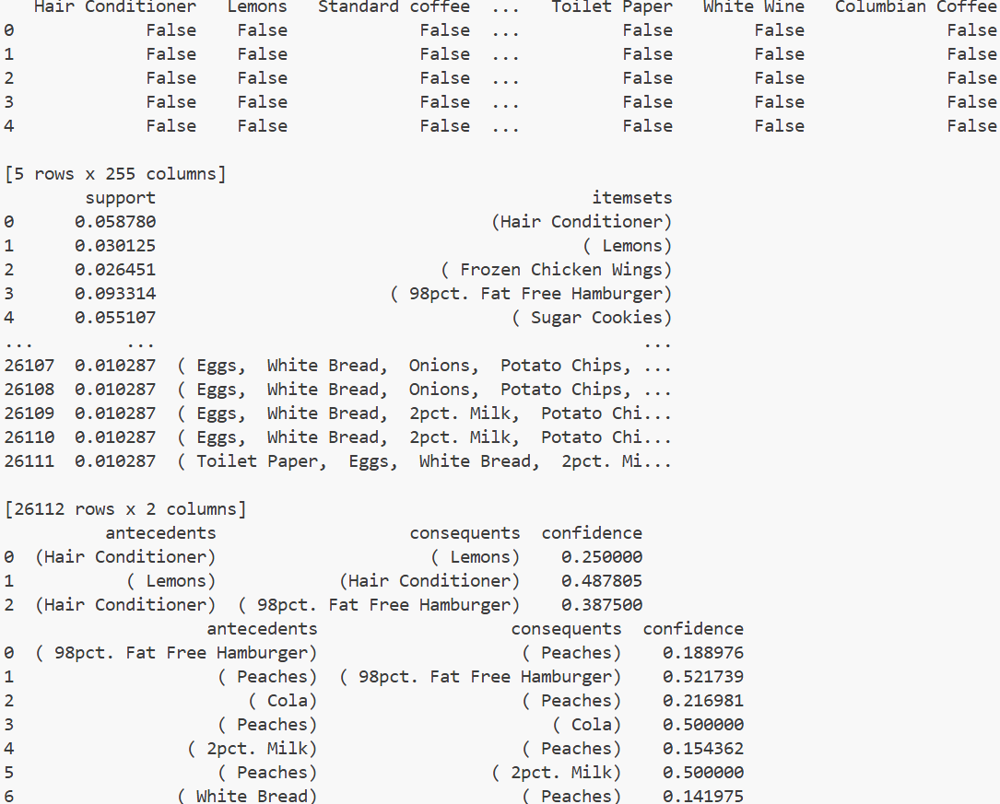 Hair Conditioner   Lemons   Standard coffee  ...   Toilet Paper   White Wine   Columbian Coffee
0             False    False             False  ...          False        False              False
1             False    False             False  ...          False        False              False
2             False    False             False  ...          False        False              False
3             False    False             False  ...          False        False              False
4             False    False             False  ...          False        False              False
[5 rows x 255 columns]
        support                                           itemsets
0      0.058780                                 (Hair Conditioner)
1      0.030125                                          ( Lemons)
2      0.026451                            ( Frozen Chicken Wings)
3      0.093314                       ( 98pct. Fat Free Hamburger)
4      0.055107                                   ( Sugar Cookies)
...         ...                                                ...
26107  0.010287  ( Eggs,  White Bread,  Onions,  Potato Chips, ...
26108  0.010287  ( Eggs,  White Bread,  Onions,  Potato Chips, ...
26109  0.010287  ( Eggs,  White Bread,  2pct. Milk,  Potato Chi...
26110  0.010287  ( Eggs,  White Bread,  2pct. Milk,  Potato Chi...
26111  0.010287  ( Toilet Paper,  Eggs,  White Bread,  2pct. Mi...
[26112 rows x 2 columns]
          antecedents                   consequents  confidence
0  (Hair Conditioner)                     ( Lemons)    0.250000
1           ( Lemons)            (Hair Conditioner)    0.487805
2  (Hair Conditioner)  ( 98pct. Fat Free Hamburger)    0.387500
                    antecedents                   consequents  confidence
0  ( 98pct. Fat Free Hamburger)                    ( Peaches)    0.188976
1                    ( Peaches)  ( 98pct. Fat Free Hamburger)    0.521739
2                       ( Cola)                    ( Peaches)    0.216981
3                    ( Peaches)                       ( Cola)    0.500000
4                 ( 2pct. Milk)                    ( Peaches)    0.154362
5                    ( Peaches)                 ( 2pct. Milk)    0.500000
6                ( White Bread)                    ( Peaches)    0.141975